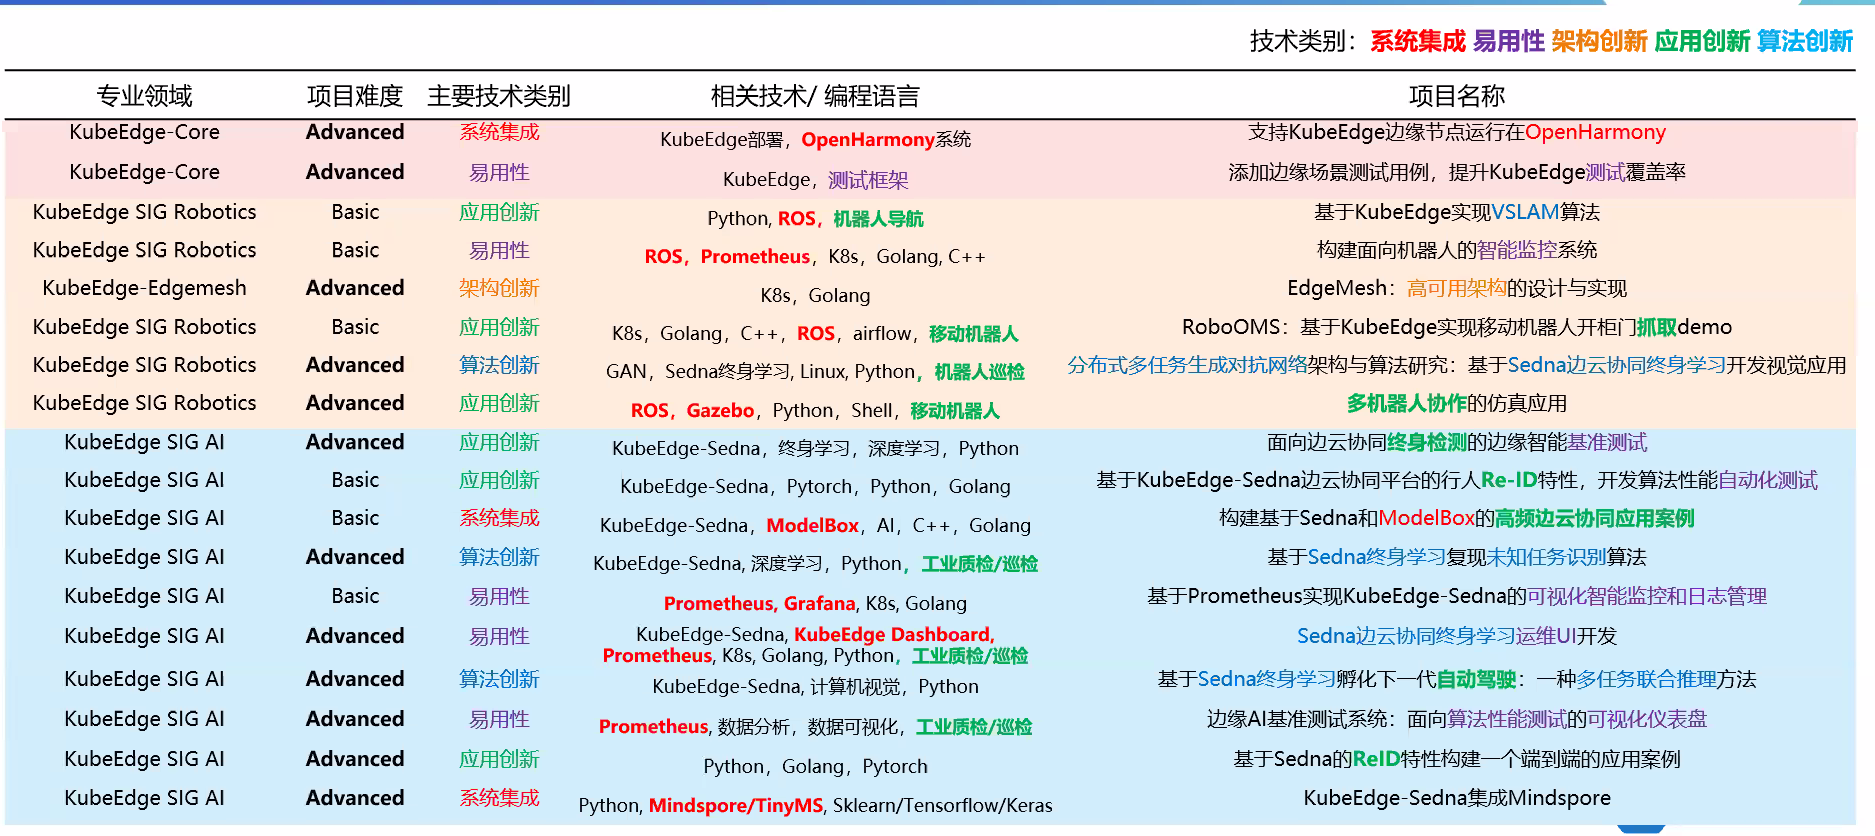 技术类别：系统集成 易用性 架构创新 应用创新 算法创新
专业领域 项目难度 主要技术类别 相关技术/ 编程语言 项目名称
KubeEdge-Core Advanced 系统集成 KubeEdge部署，OpenHarmony系统 支持KubeEdge边缘节点运行在OpenHarmony
KubeEdge-Core Advanced 易用性 KubeEdge，测试框架 添加边缘场景测试用例，提升KubeEdge测试覆盖率
KubeEdge SIG Robotics Basic 应用创新 Python, ROS，机器人导航 基于KubeEdge实现VSLAM算法
KubeEdge SIG Robotics Basic 易用性 ROS，Prometheus，K8s，Golang, C++ 构建面向机器人的智能监控系统
KubeEdge-Edgemesh Advanced 架构创新 K8s，Golang EdgeMesh：高可用架构的设计与实现
KubeEdge SIG Robotics Basic 应用创新 K8s，Golang，C++，ROS，airflow，移动机器人 RoboOMS：基于KubeEdge实现移动机器人开柜门抓取demo
KubeEdge SIG Robotics Advanced 算法创新 GAN，Sedna终身学习, Linux, Python，机器人巡检 分布式多任务生成对抗网络架构与算法研究：基于Sedna边云协同终身学习开发视觉应用
KubeEdge SIG Robotics Advanced 应用创新 ROS，Gazebo，Python，Shell，移动机器人 多机器人协作的仿真应用
KubeEdge SIG AI Advanced 应用创新 KubeEdge-Sedna，终身学习，深度学习，Python 面向边云协同终身检测的边缘智能基准测试
KubeEdge SIG AI Basic 应用创新 KubeEdge-Sedna，Pytorch，Python，Golang 基于KubeEdge-Sedna边云协同平台的行人Re-ID特性，开发算法性能自动化测试
KubeEdge SIG AI Basic 系统集成 KubeEdge-Sedna，ModelBox，AI，C++，Golang 构建基于Sedna和ModelBox的高频边云协同应用案例
KubeEdge SIG AI Advanced 算法创新 KubeEdge-Sedna, 深度学习，Python，工业质检/巡检 基于Sedna终身学习复现未知任务识别算法
KubeEdge SIG AI Basic 易用性 Prometheus, Grafana, K8s, Golang 基于Prometheus实现KubeEdge-Sedna的可视化智能监控和日志管理
KubeEdge SIG AI Advanced 易用性 KubeEdge-Sedna, KubeEdge Dashboard, Sedna边云协同终身学习运维UI开发
Prometheus, K8s, Golang, Python，工业质检/巡检
KubeEdge SIG AI Advanced 算法创新 KubeEdge-Sedna, 计算机视觉，Python 基于Sedna终身学习孵化下一代自动驾驶：一种多任务联合推理方法
KubeEdge SIG AI Advanced 易用性 Prometheus, 数据分析，数据可视化，工业质检/巡检 边缘AI基准测试系统：面向算法性能测试的可视化仪表盘
KubeEdge SIG AI Advanced 应用创新 Python，Golang，Pytorch 基于Sedna的ReID特性构建一个端到端的应用案例
KubeEdge SIG AI Advanced 系统集成 Python, Mindspore/TinyMS, Sklearn/Tensorflow/Keras KubeEdge-Sedna集成Mindspore